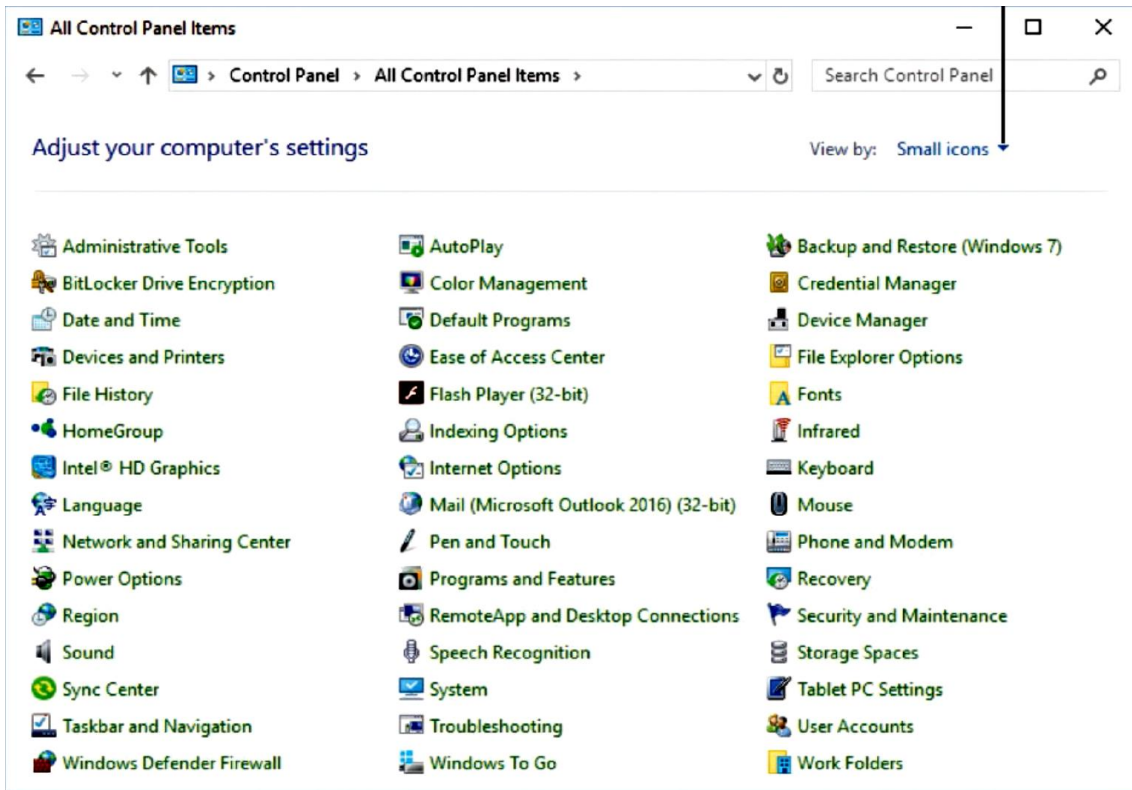 All Control Panel Items
Control Panel > All Control Panel Items >
Search Control Panel
Adjust your computer's settings
View by: Small icons
Administrative Tools
AutoPlay
Backup and Restore (Windows 7)
BitLocker Drive Encryption
Color Management
Credential Manager
Date and Time
Default Programs
Device Manager
Devices and Printers
Ease of Access Center
File Explorer Options
File History
Flash Player (32-bit)
Fonts
HomeGroup
Indexing Options
Infrared
Intel® HD Graphics
Internet Options
Keyboard
Language
Mail (Microsoft Outlook 2016) (32-bit)
Mouse
Network and Sharing Center
Pen and Touch
Phone and Modem
Power Options
Programs and Features
Recovery
Region
RemoteApp and Desktop Connections
Security and Maintenance
Sound
Speech Recognition
Storage Spaces
Sync Center
System
Tablet PC Settings
Taskbar and Navigation
Troubleshooting
User Accounts
Windows Defender Firewall
Windows To Go
Work Folders